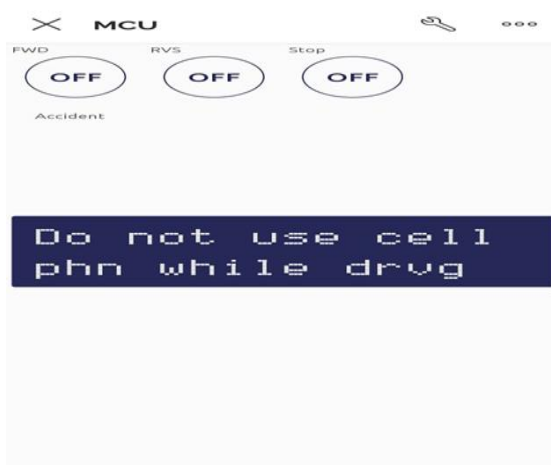 MCU
FWD RVS Stop
OFF OFF OFF
Accident
Do not use cell
phn while drvg